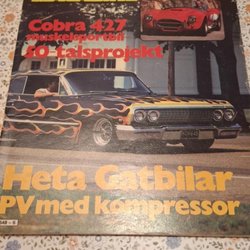 Cobra 427
muskelsportbil
50-talsprojekt
Heta Gatbilar
PV med kompressor